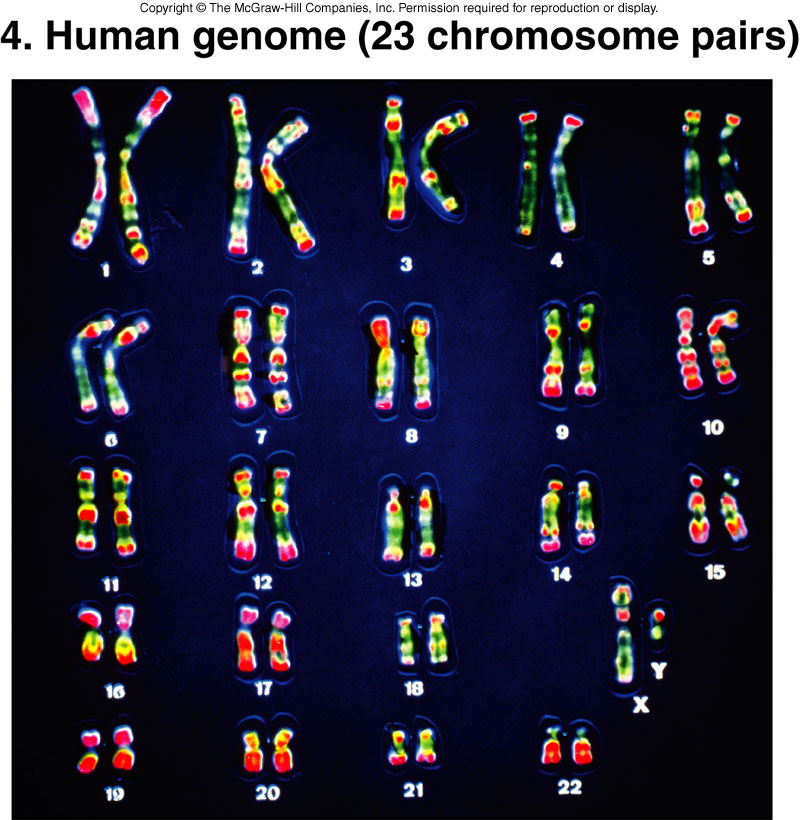 Copyright © The McGraw-Hill Companies, Inc. Permission required for reproduction or display.
4. Human genome (23 chromosome pairs)
1 2 3 4 5
6 7 8 9 10
11 12 13 14 15
16 17 18 Y
X
19 20 21 22